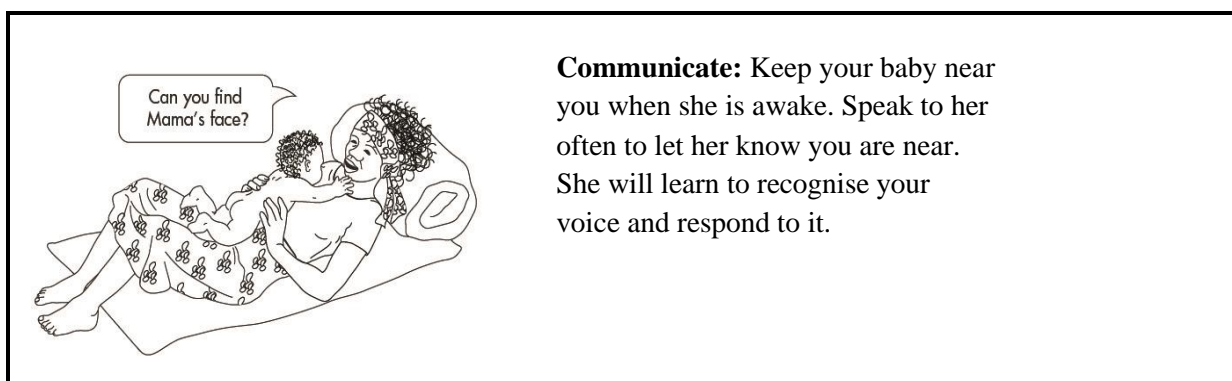 Can you find
Mama's face?
Communicate: Keep your baby near
you when she is awake. Speak to her
often to let her know you are near.
She will learn to recognise your
voice and respond to it.